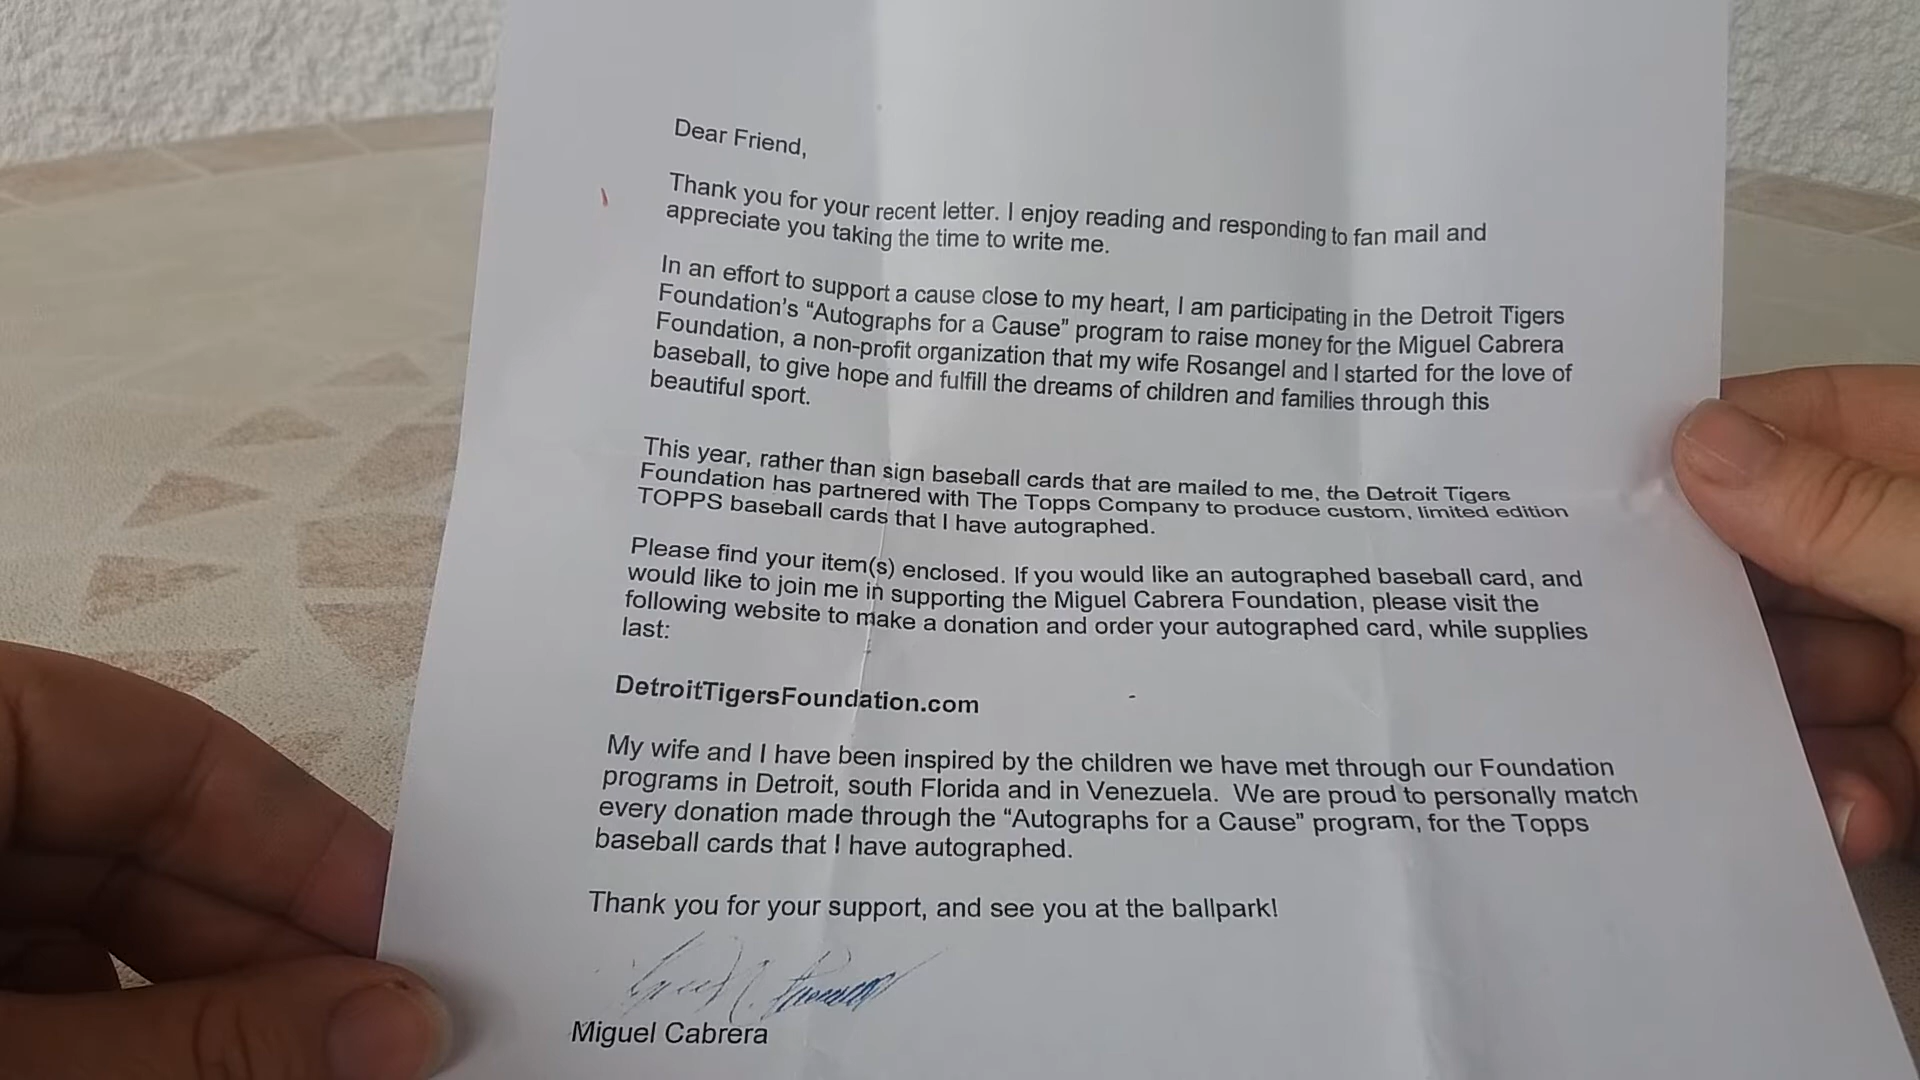 Dear Friend,
Thank you for your recent letter. I enjoy reading and responding to fan mail and
appreciate you taking the time to write me.
In an effort to support a cause close to my heart, I am participating in the Detroit Tigers
Foundation's “Autographs for a Cause” program to raise money for the Miguel Cabrera
Foundation, a non-profit organization that my wife Rosangel and I started for the love of
baseball, to give hope and fulfill the dreams of children and families through this
beautiful sport.
This year, rather than sign baseball cards that are mailed to me, the Detroit Tigers
Foundation has partnered with The Topps Company to produce custom, limited edition
TOPPS baseball cards that I have autographed.
Please find your item(s) enclosed. If you would like an autographed baseball card, and
would like to join me in supporting the Miguel Cabrera Foundation, please visit the
following website to make a donation and order your autographed card, while supplies
last:
DetroitTigersFoundation.com
My wife and I have been inspired by the children we have met through our Foundation
programs in Detroit, south Florida and in Venezuela. We are proud to personally match
every donation made through the “Autographs for a Cause” program, for the Topps
baseball cards that I have autographed.
Thank you for your support, and see you at the ballpark!
Miguel Cabrera